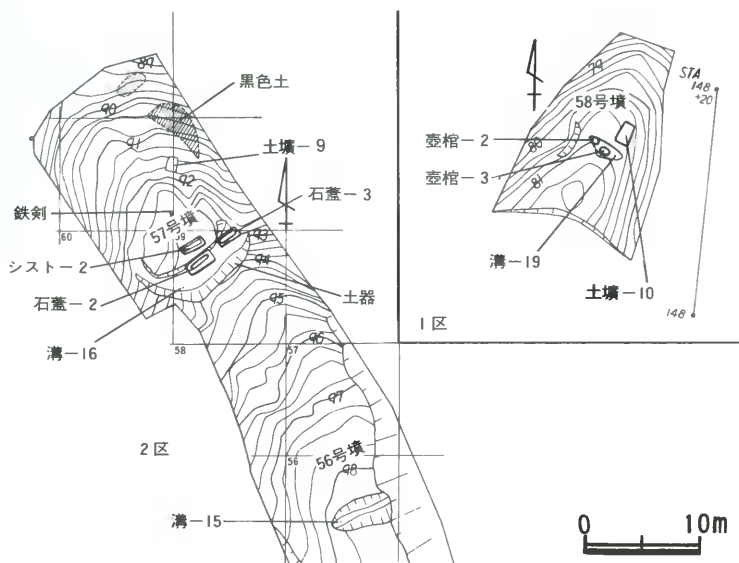 89
黒色土
90
91
土壙－9
92
石蓋－3
鉄剣
57号墳
60
59
93
シスト－2
94
石蓋－2
土器
95
溝－16
58
57
96
97
2区
56号墳
56
98
溝－15
79
STA
148
+20
58号墳
壺棺－2
80
壺棺－3
81
溝－19
土壙－10
148
1区
0
10m